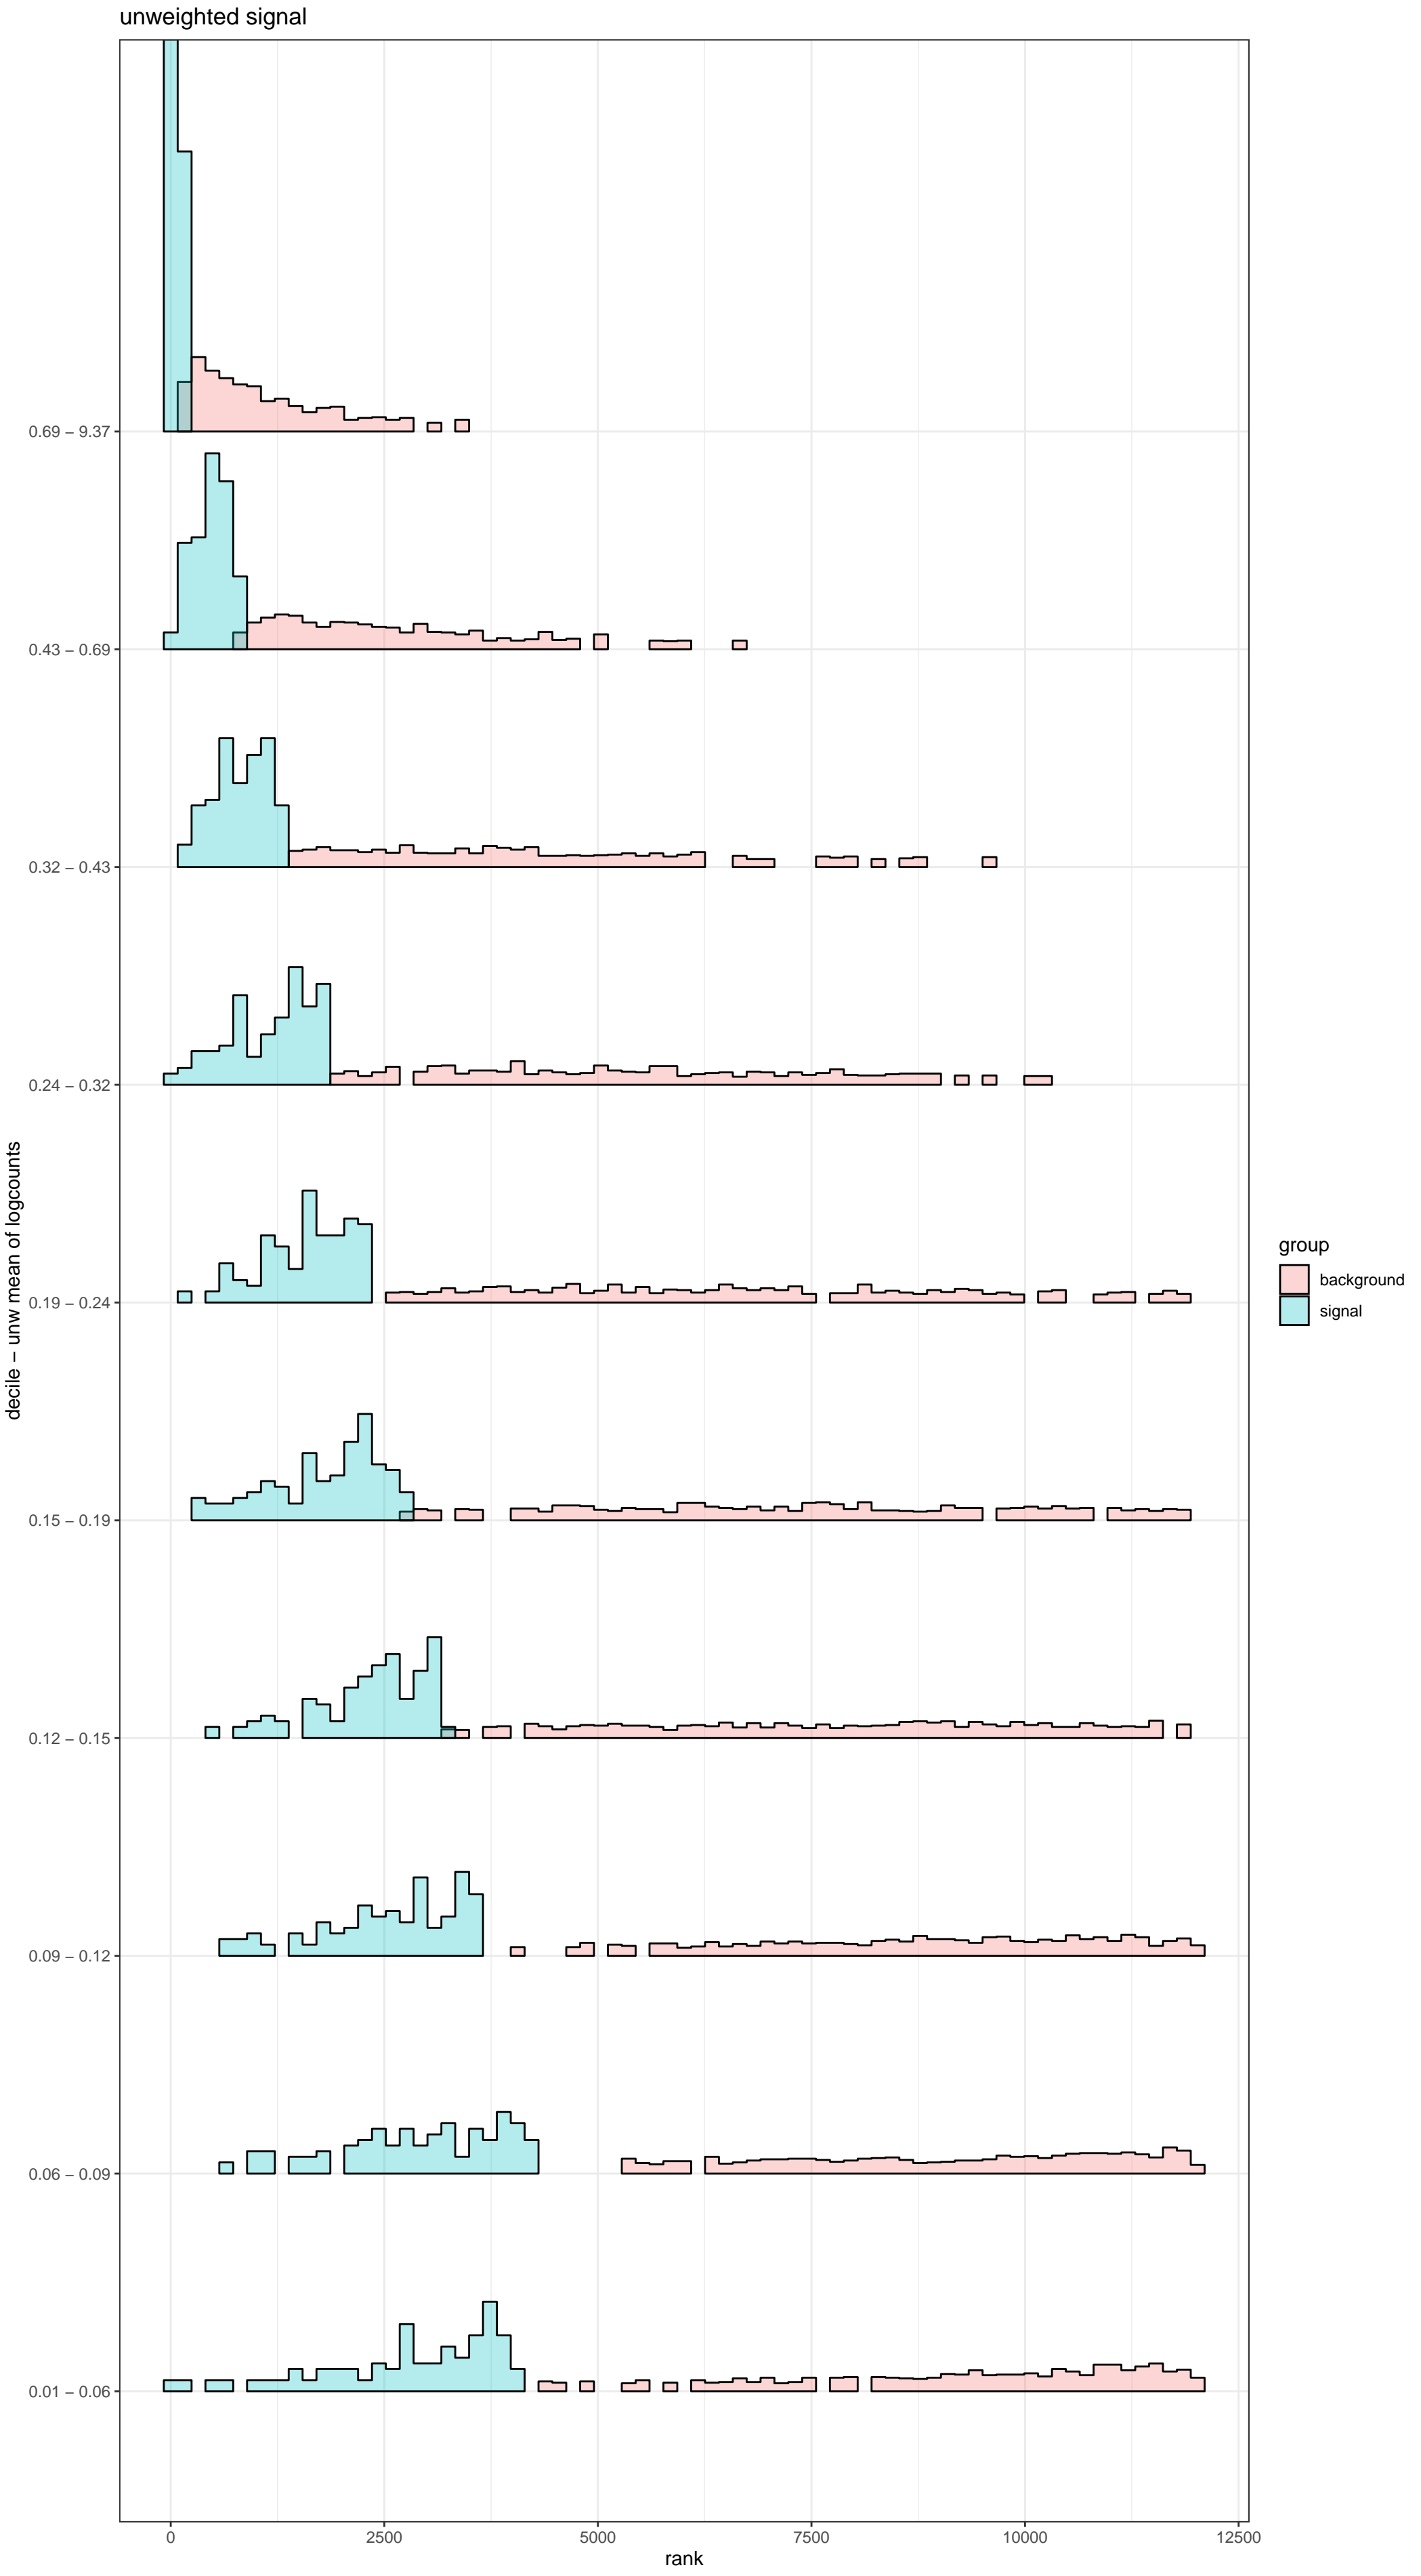 unweighted signal
0.69 – 9.37
0.43 – 0.69
0.32 – 0.43
0.24 – 0.32
0.19 – 0.24
0.15 – 0.19
0.12 – 0.15
0.09 – 0.12
0.06 – 0.09
0.01 – 0.06
decile – unw mean of logcounts
0 2500 5000 7500 10000 12500
rank
group
background
signal